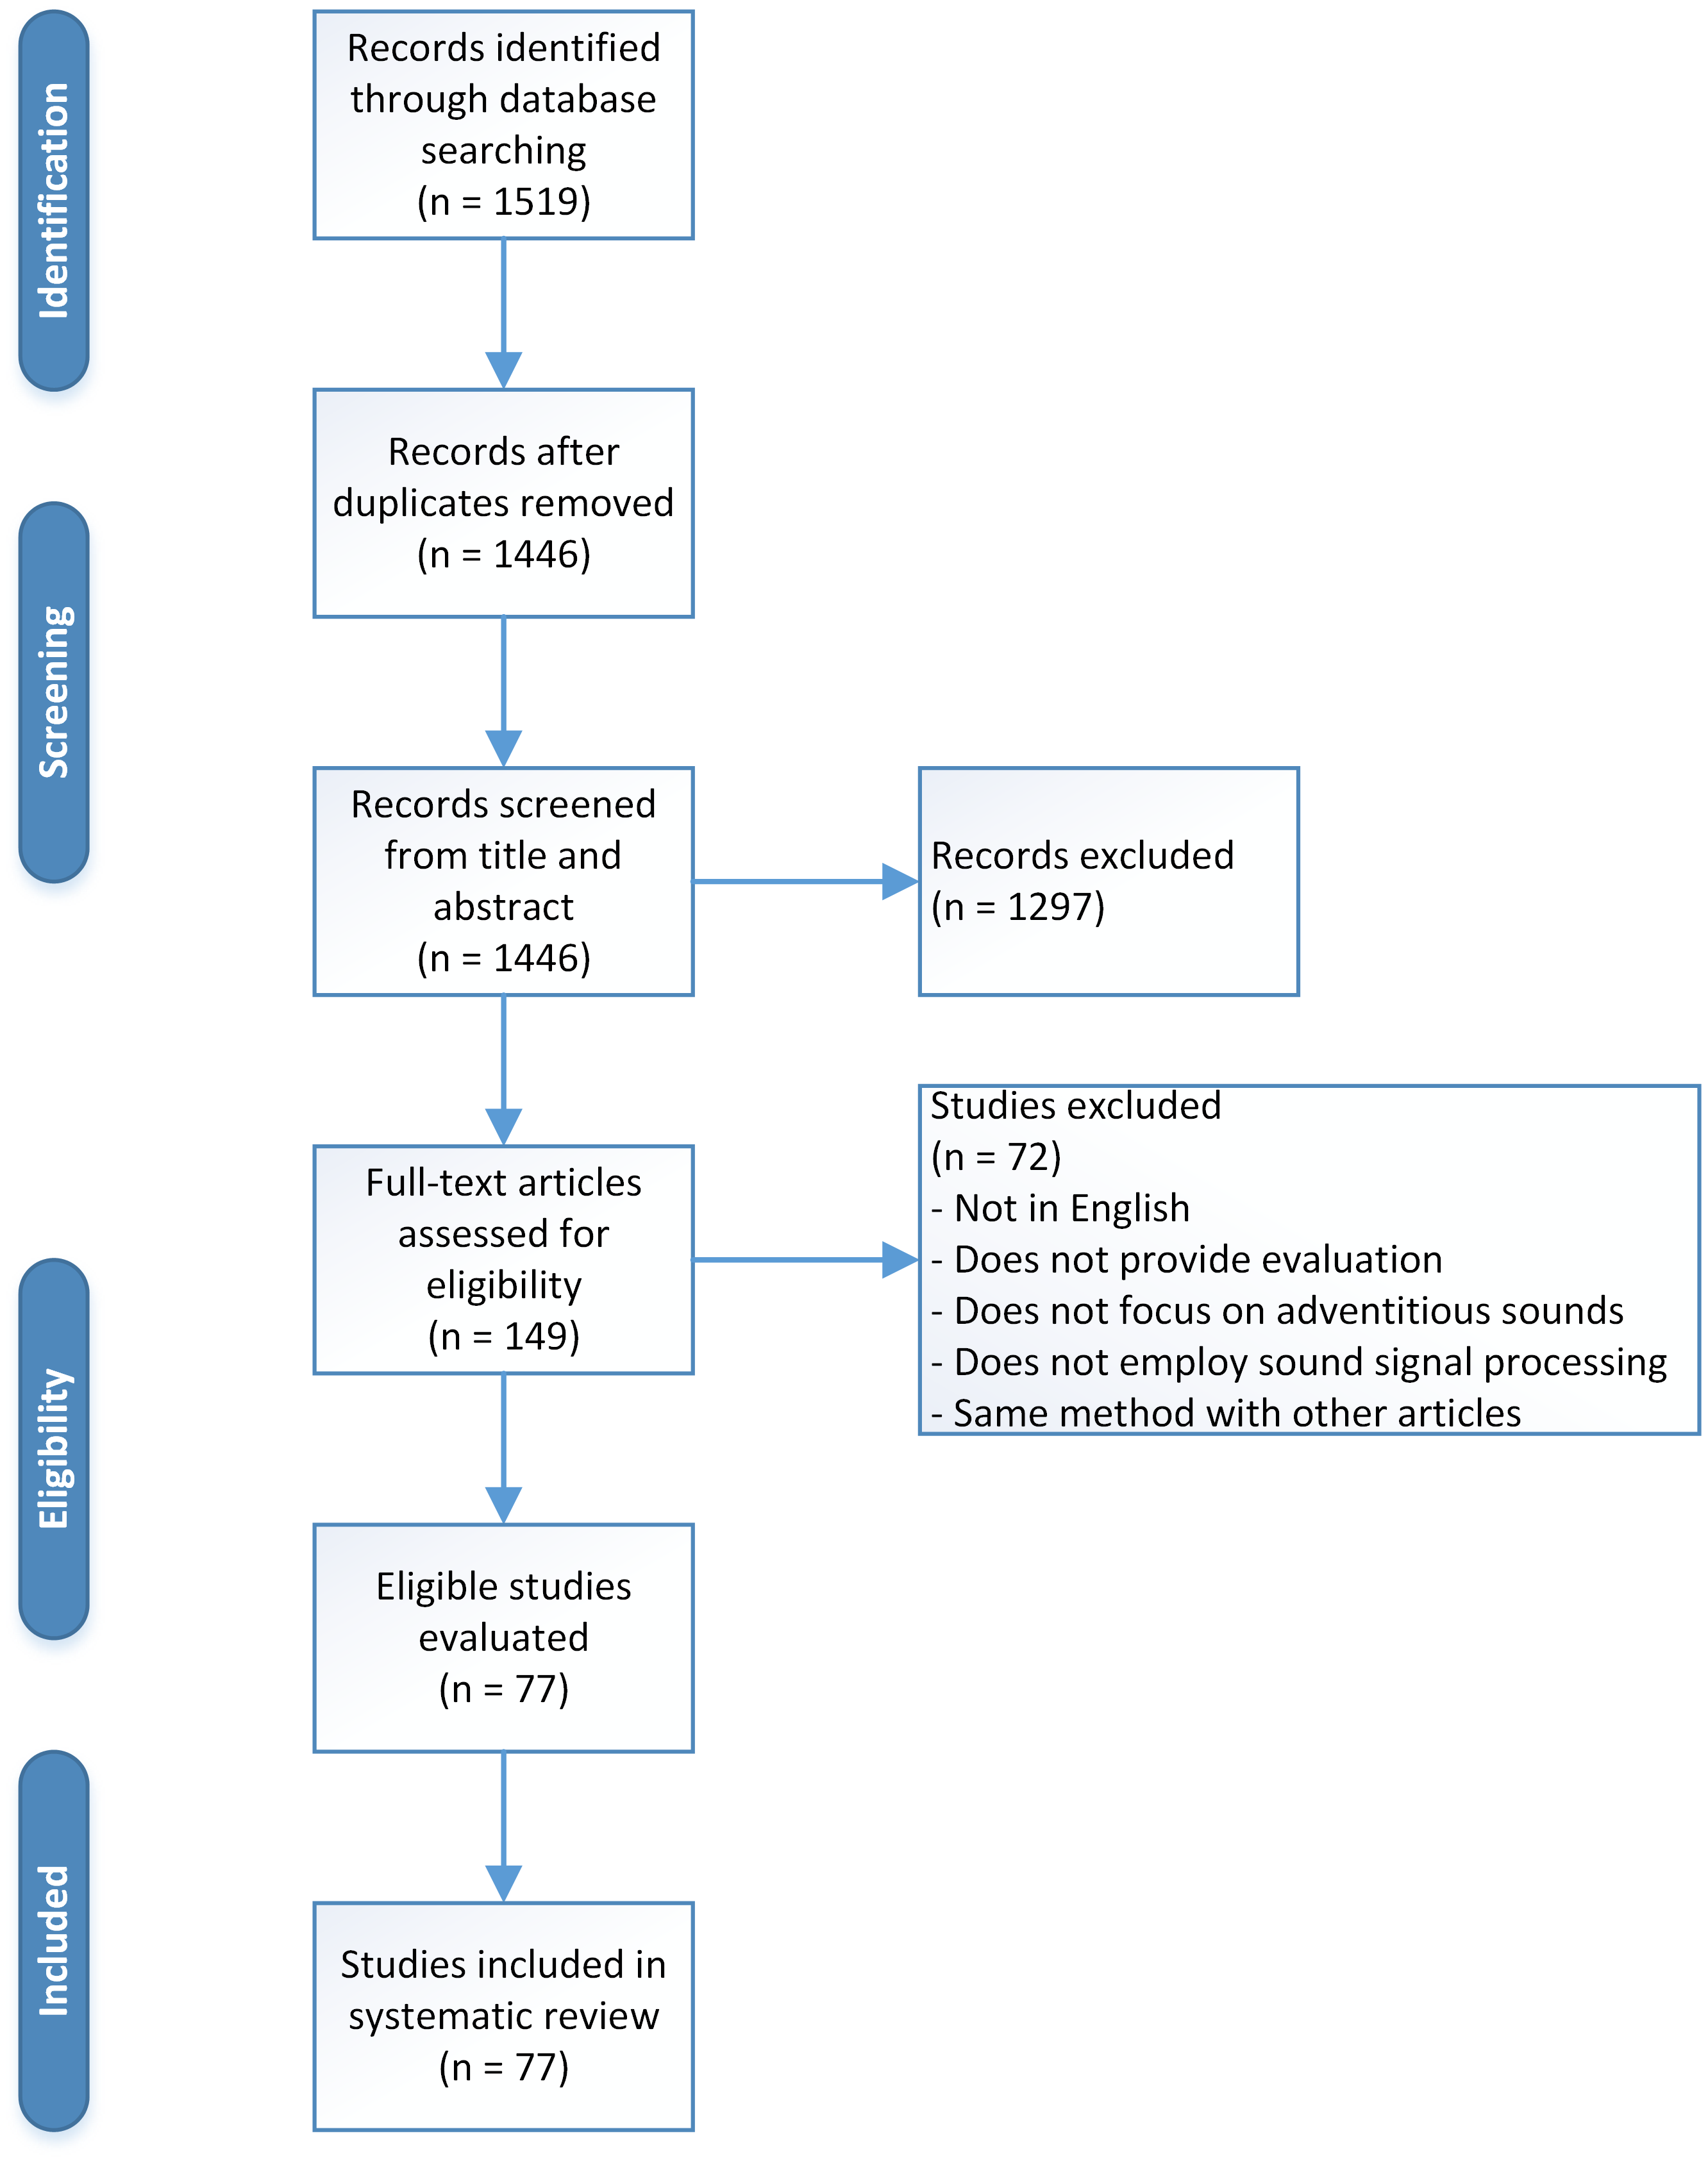 Identification
Records identified
through database
searching
(n = 1519)
Records after
duplicates removed
(n = 1446)
Screening
Records screened
from title and
abstract
(n = 1446)
Records excluded
(n = 1297)
Eligibility
Full-text articles
assessed for
eligibility
(n = 149)
Studies excluded
(n = 72)
- Not in English
- Does not provide evaluation
- Does not focus on adventitious sounds
- Does not employ sound signal processing
- Same method with other articles
Eligible studies
evaluated
(n = 77)
Included
Studies included in
systematic review
(n = 77)